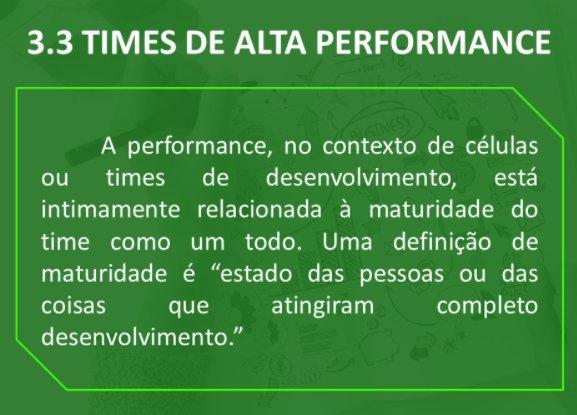 3.3 TIMES DE ALTA PERFORMANCE
A performance, no contexto de células
ou times de desenvolvimento, está
intimamente relacionada à maturidade do
time como um todo. Uma definição de
maturidade é “estado das pessoas ou das
coisas que atingiram completo
desenvolvimento.”